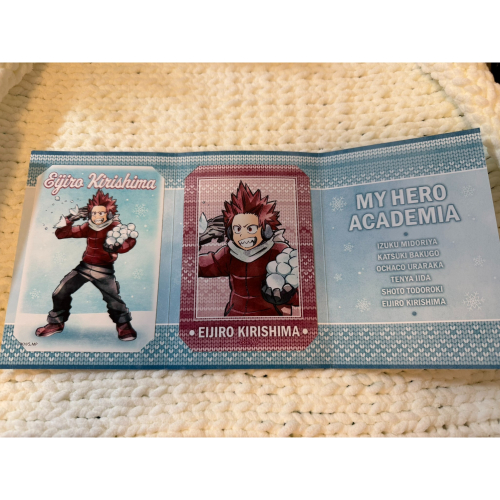 Eijiro Kirishima
EIJIRO KIRISHIMA
MY HERO
ACADEMIA
IZUKU MIDORIYA
KATSUKI BAKUGO
OCHACO URARAKA
TENYA IIDA
SHOTO TODOROKI
EIJIRO KIRISHIMA